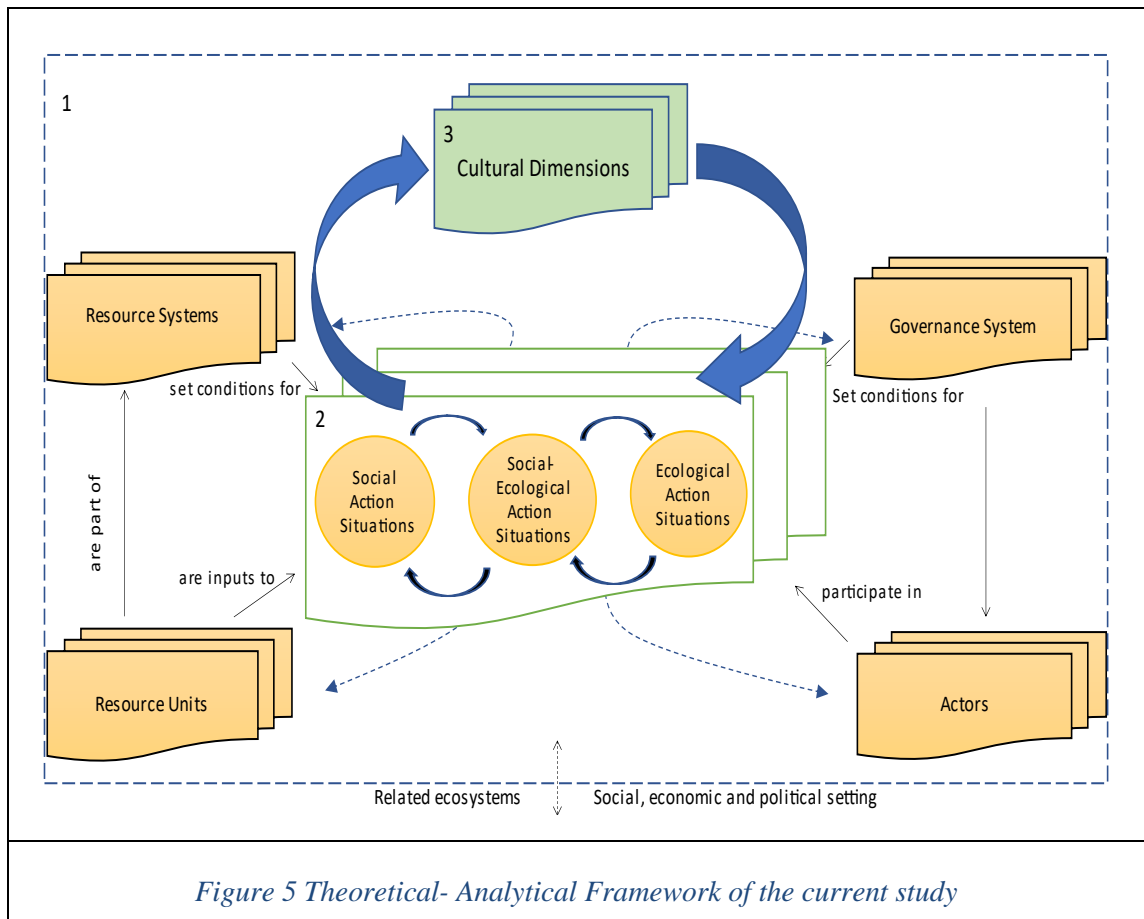 1
3
Cultural Dimensions
Resource Systems
Governance System
set conditions for
Set conditions for
2
Social
Action
Situations
Social-
Ecological
Action
Situations
Ecological
Action
Situations
are part of
are inputs to
participate in
Resource Units
Actors
Related ecosystems
Social, economic and political setting
Figure 5 Theoretical- Analytical Framework of the current study